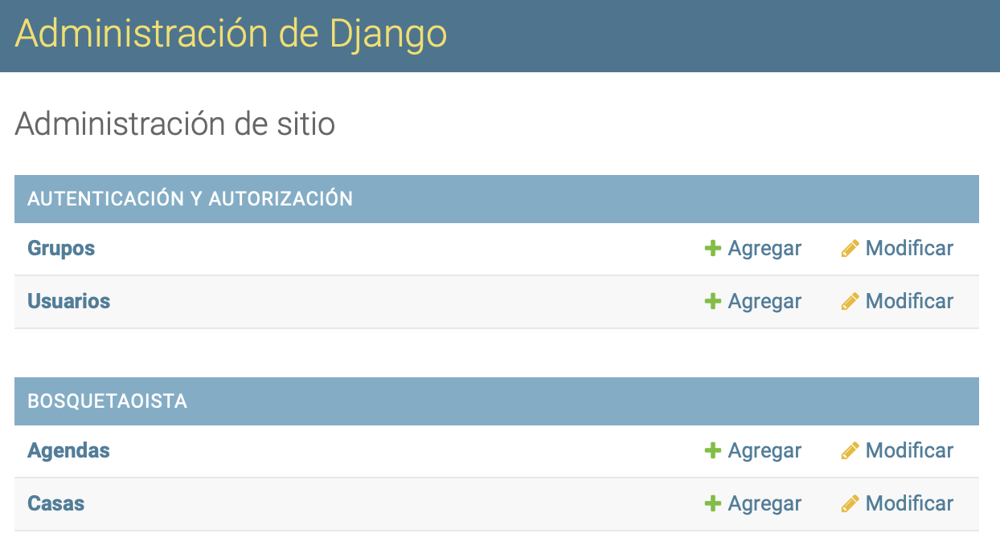 Administración de Django
Administración de sitio
AUTENTICACIÓN Y AUTORIZACIÓN
Grupos Agregar Modificar
Usuarios Agregar Modificar
BOSQUETAOISTA
Agendas Agregar Modificar
Casas Agregar Modificar